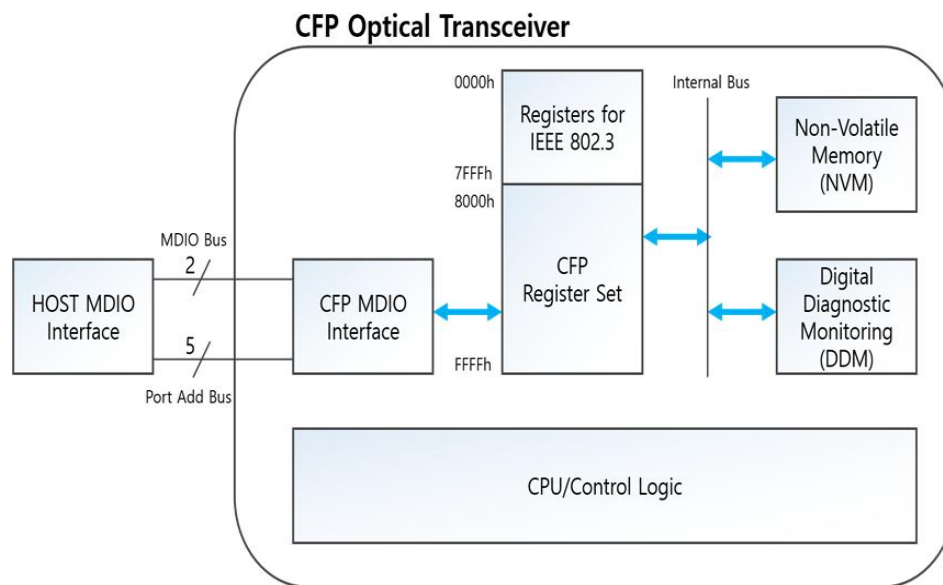 CFP Optical Transceiver
0000h
Registers for
IEEE 802.3
7FFFh
8000h
CFP
Register Set
FFFFh
Internal Bus
Non-Volatile
Memory
(NVM)
Digital
Diagnostic
Monitoring
(DDM)
MDIO Bus
2
HOST MDIO
Interface
5
Port Add Bus
CFP MDIO
Interface
CPU/Control Logic